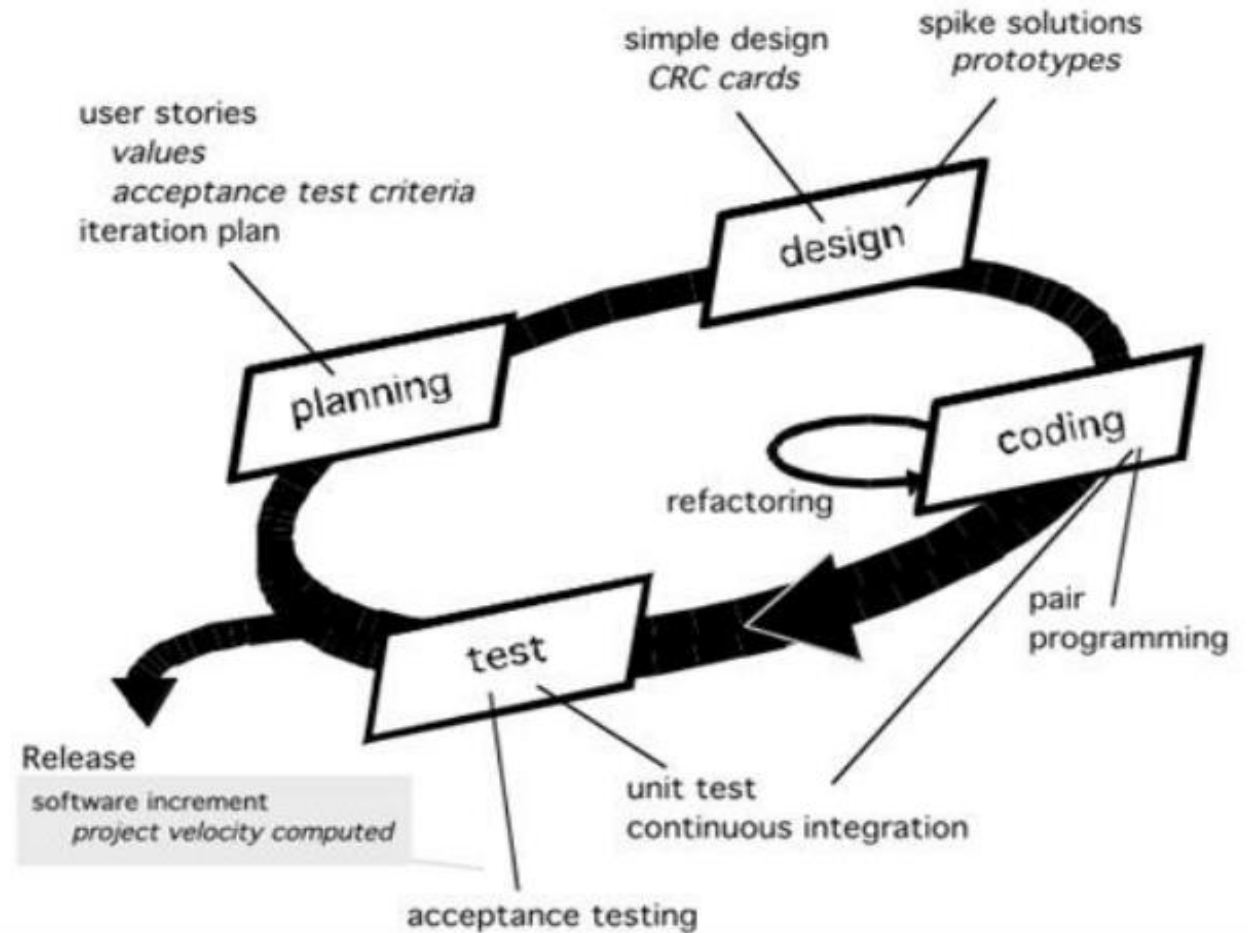 simple design
CRC cards
spike solutions
prototypes
user stories
values
acceptance test criteria
iteration plan
design
planning
coding
refactoring
pair
programming
test
Release
software increment
project velocity computed
unit test
continuous integration
acceptance testing